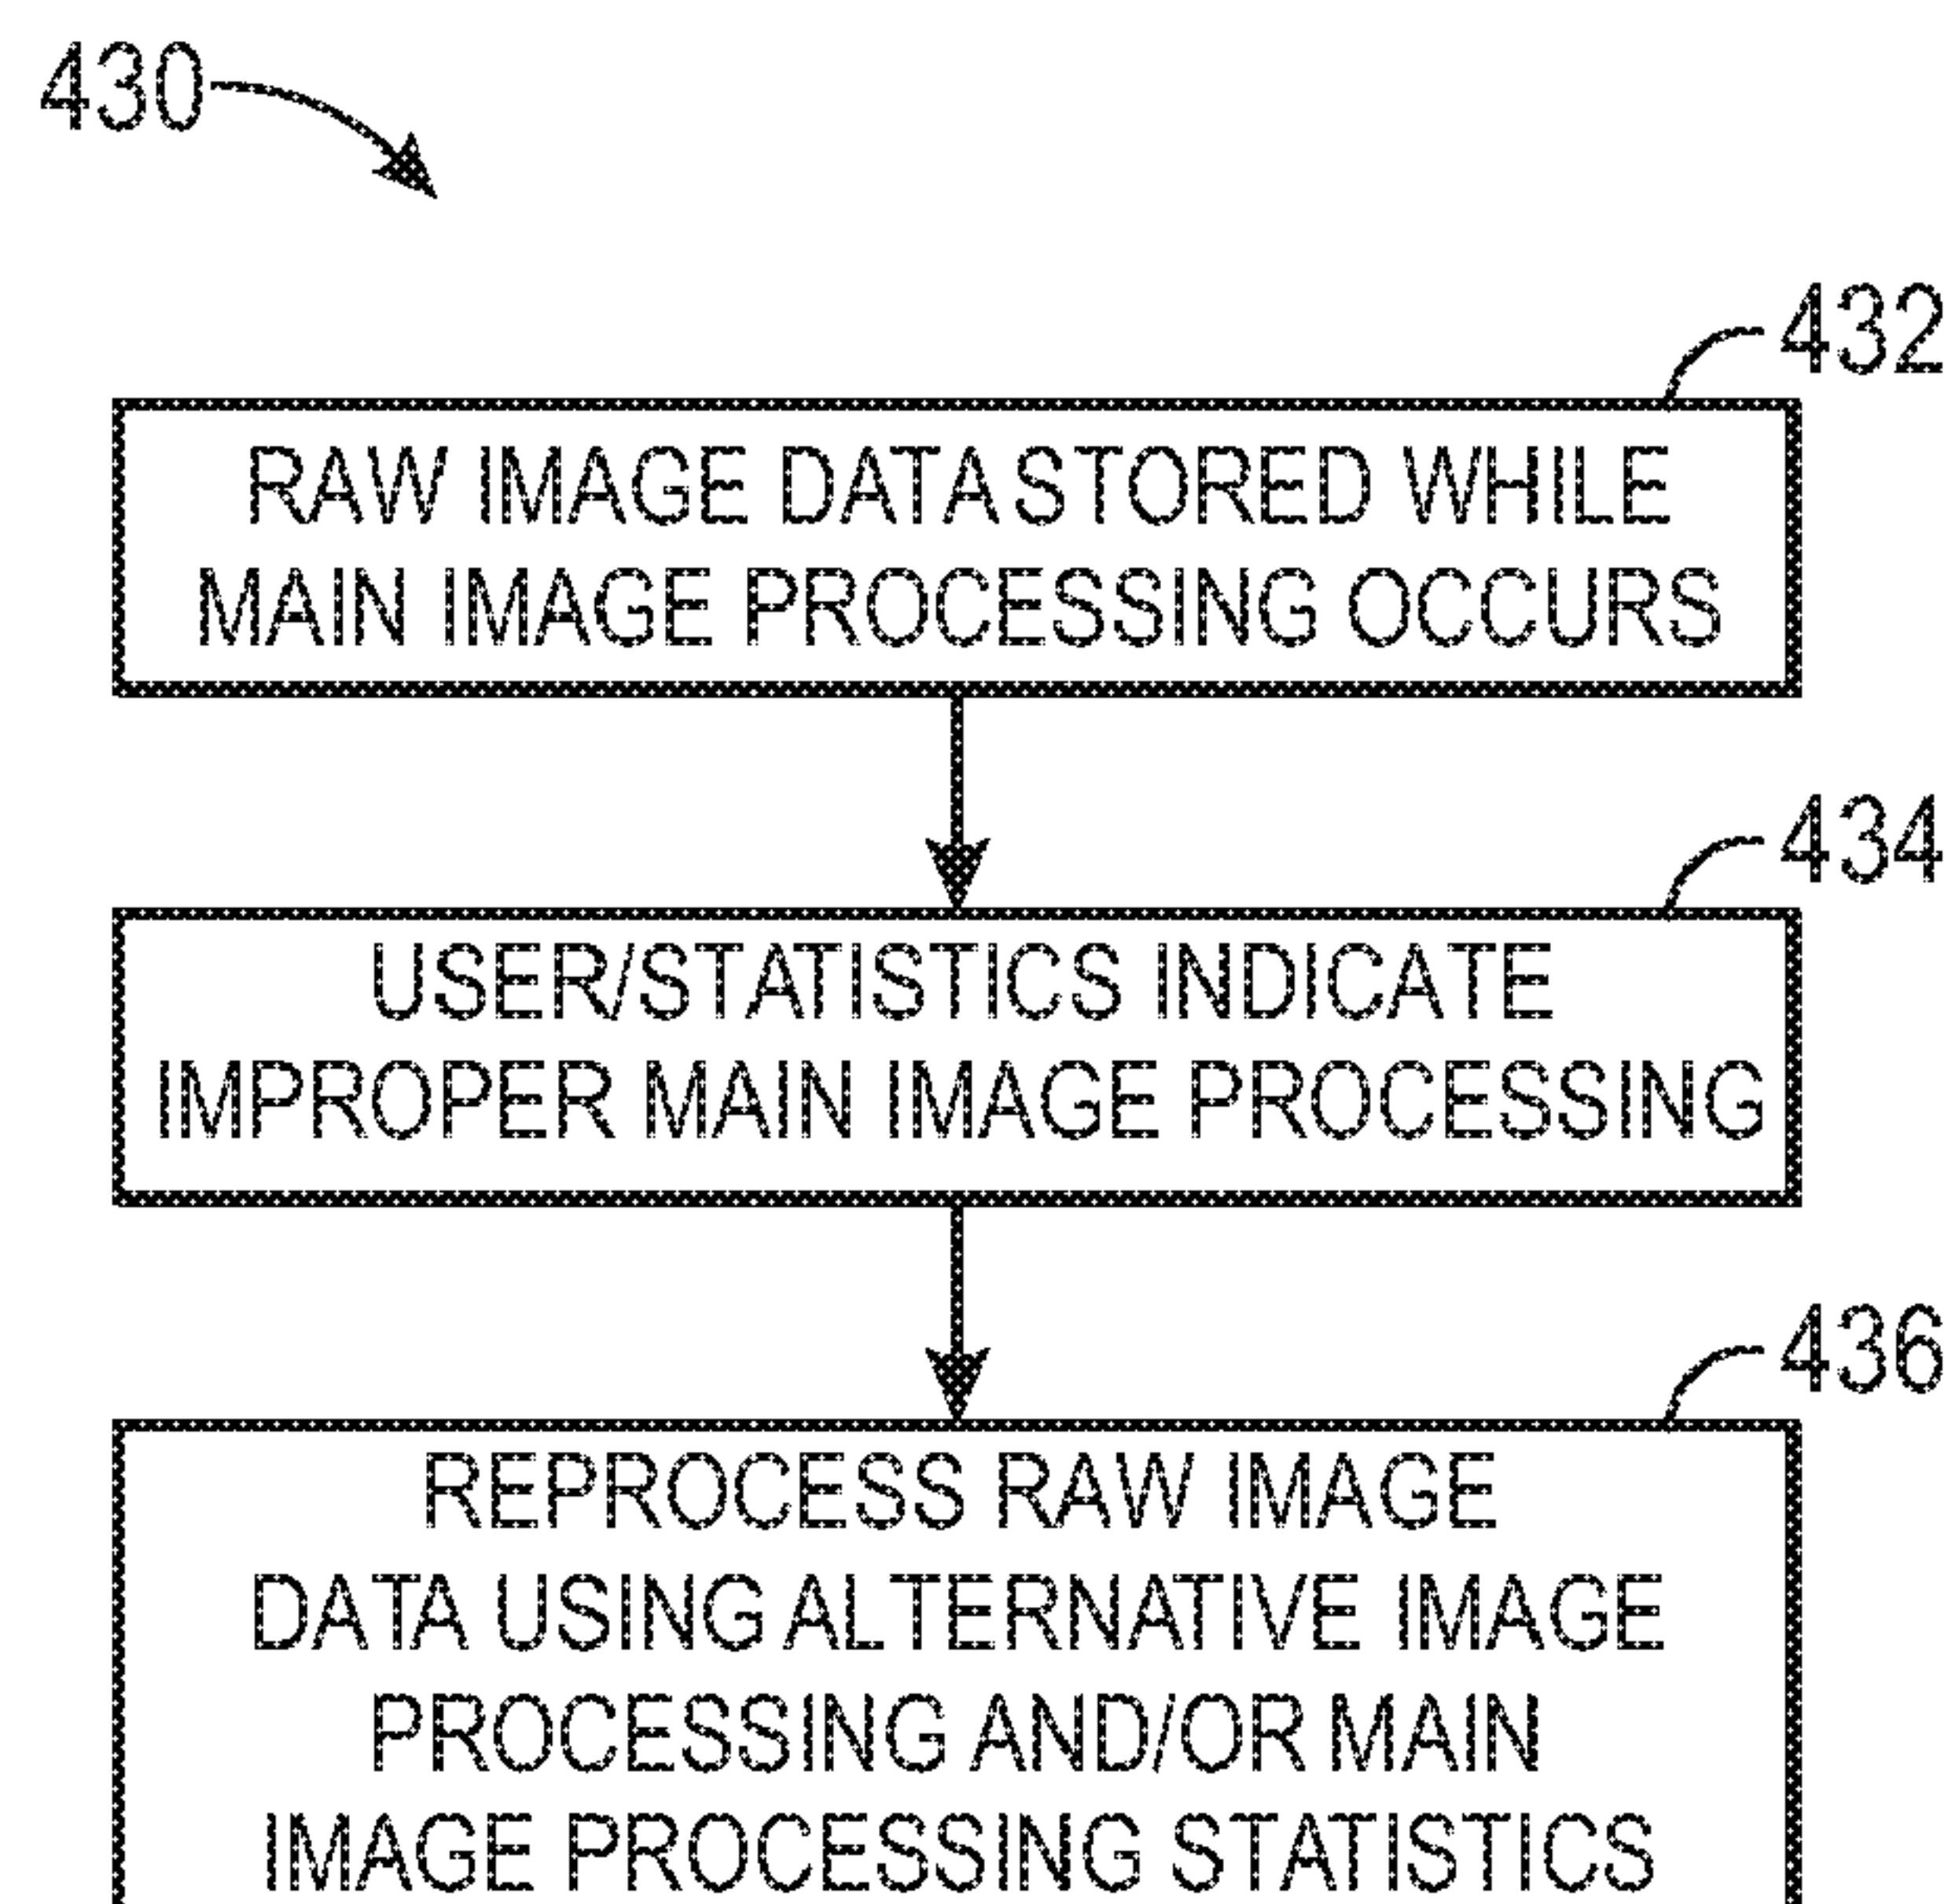 430
432
RAW IMAGE DATA STORED WHILE
MAIN IMAGE PROCESSING OCCURS
434
USER/STATISTICS INDICATE
IMPROPER MAIN IMAGE PROCESSING
436
REPROCESS RAW IMAGE
DATA USING ALTERNATIVE IMAGE
PROCESSING AND/OR MAIN
IMAGE PROCESSING STATISTICS